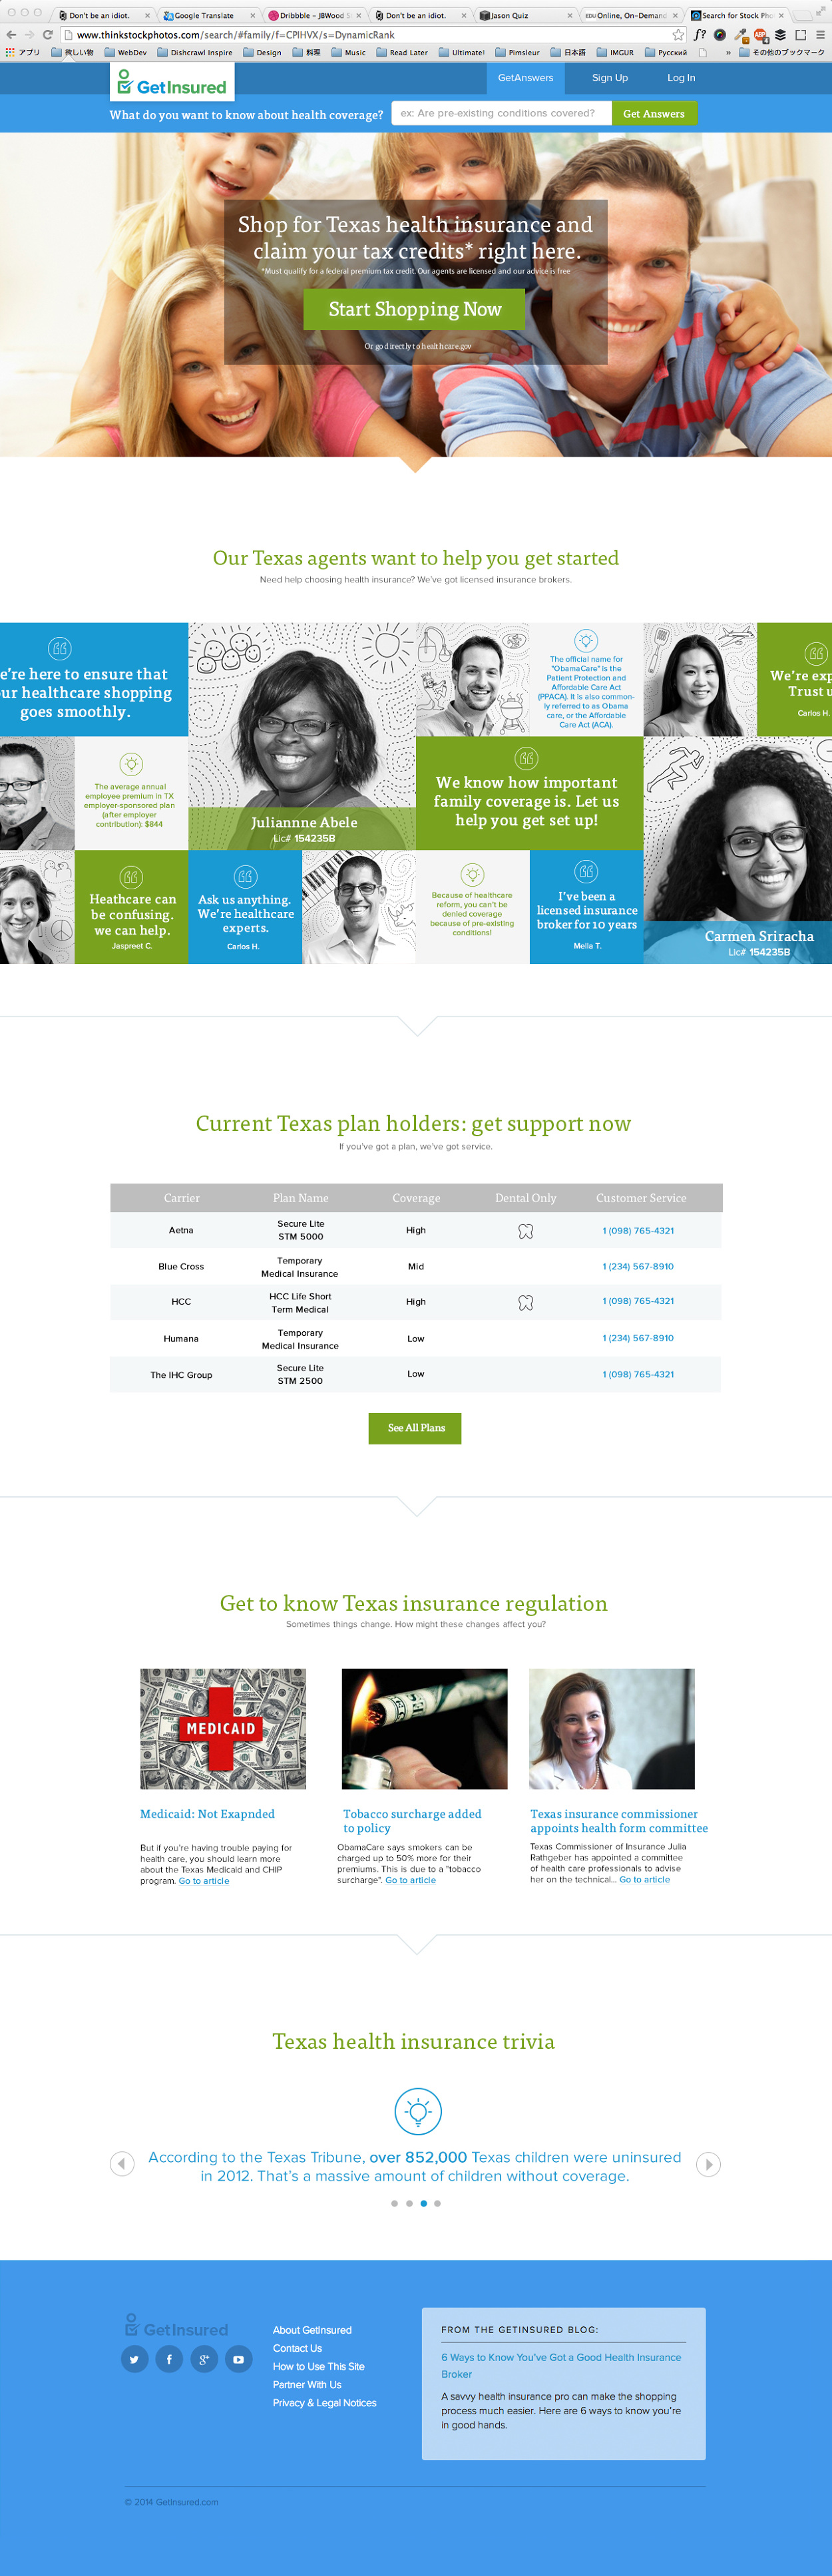 Don't be an idiot.
Google Translate
Dribbble - JBWood S
Don't be an idiot.
Jason Quiz
EDU Online, On-Demand
Search for Stock Pho
www.thinkstockphotos.com/search/#family/f=CPIHVX/s=DynamicRank
f?
アプリ
欲しい物
WebDev
Dishcrawl Inspire
Design
料理
Music
Read Later
Ultimate!
Pimsleur
日本語
IMGUR
Русский
»
その他のブックマーク
GetInsured
GetAnswers
Sign Up
Log In
What do you want to know about health coverage?
ex: Are pre-existing conditions covered?
Get Answers
Shop for Texas health insurance and
claim your tax credits* right here.
*Must qualify for a federal premium tax credit. Our agents are licensed and our advice is free
Start Shopping Now
Or go directly to healthcare.gov
Our Texas agents want to help you get started
Need help choosing health insurance? We've got licensed insurance brokers.
e're here to ensure that
ur healthcare shopping
goes smoothly.
The official name for
"ObamaCare" is the
Patient Protection and
Affordable Care Act
(PPACA). It is also common-
ly referred to as Obama
care, or the Affordable
Care Act (ACA).
We're exp
Trust u
Carlos H.
The average annual
employee premium in TX
employer-sponsored plan
(after employer
contribution): $844
Juliannne Abele
Lic# 154235B
We know how important
family coverage is. Let us
help you get set up!
Heathcare can
be confusing.
we can help.
Jaspreet C.
Ask us anything.
We're healthcare
experts.
Carlos H.
Because of healthcare
reform, you can't be
denied coverage
because of pre-existing
conditions!
I've been a
licensed insurance
broker for 10 years
Mella T.
Carmen Sriracha
Lic# 154235B
Current Texas plan holders: get support now
If you've got a plan, we've got service.
Carrier
Plan Name
Coverage
Dental Only
Customer Service
Aetna
Secure Lite
STM 5000
High
1 (098) 765-4321
Blue Cross
Temporary
Medical Insurance
Mid
1 (234) 567-8910
HCC
HCC Life Short
Term Medical
High
1 (098) 765-4321
Humana
Temporary
Medical Insurance
Low
1 (234) 567-8910
The IHC Group
Secure Lite
STM 2500
Low
1 (098) 765-4321
See All Plans
Get to know Texas insurance regulation
Sometimes things change. How might these changes affect you?
MEDICAID
Medicaid: Not Exapnded
But if you're having trouble paying for
health care, you should learn more
about the Texas Medicaid and CHIP
program. Go to article
Tobacco surcharge added
to policy
ObamaCare says smokers can be
charged up to 50% more for their
premiums. This is due to a "tobacco
surcharge". Go to article
Texas insurance commissioner
appoints health form committee
Texas Commissioner of Insurance Julia
Rathgeber has appointed a committee
of health care professionals to advise
her on the technical... Go to article
Texas health insurance trivia
According to the Texas Tribune, over 852,000 Texas children were uninsured
in 2012. That's a massive amount of children without coverage.
GetInsured
About GetInsured
Contact Us
How to Use This Site
Partner With Us
Privacy & Legal Notices
FROM THE GETINSURED BLOG:
6 Ways to Know You've Got a Good Health Insurance
Broker
A savvy health insurance pro can make the shopping
process much easier. Here are 6 ways to know you're
in good hands.
© 2014 GetInsured.com